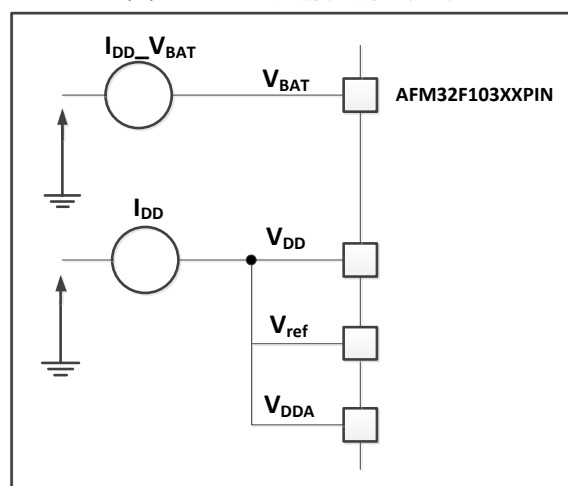 I_DD_V_BAT
V_BAT
AFM32F103XXPIN
I_DD
V_DD
V_ref
V_DDA